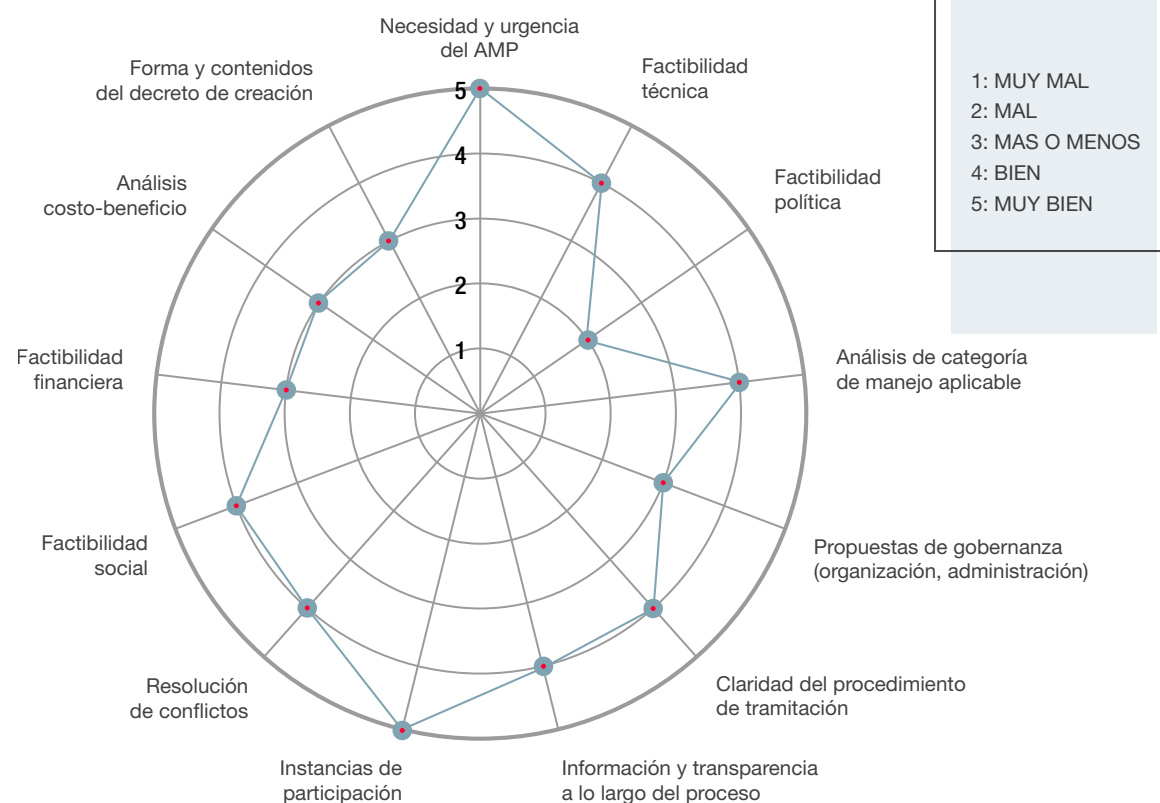 Necesidad y urgencia
del AMP
Factibilidad
técnica
Factibilidad
política
Análisis de categoría
de manejo aplicable
Propuestas de gobernanza
(organización, administración)
Claridad del procedimiento
de tramitación
Información y transparencia
a lo largo del proceso
Instancias de
participación
Resolución
de conflictos
Factibilidad
social
Factibilidad
financiera
Análisis
costo-beneficio
Forma y contenidos
del decreto de creación
5
4
3
2
1
1: MUY MAL
2: MAL
3: MAS O MENOS
4: BIEN
5: MUY BIEN